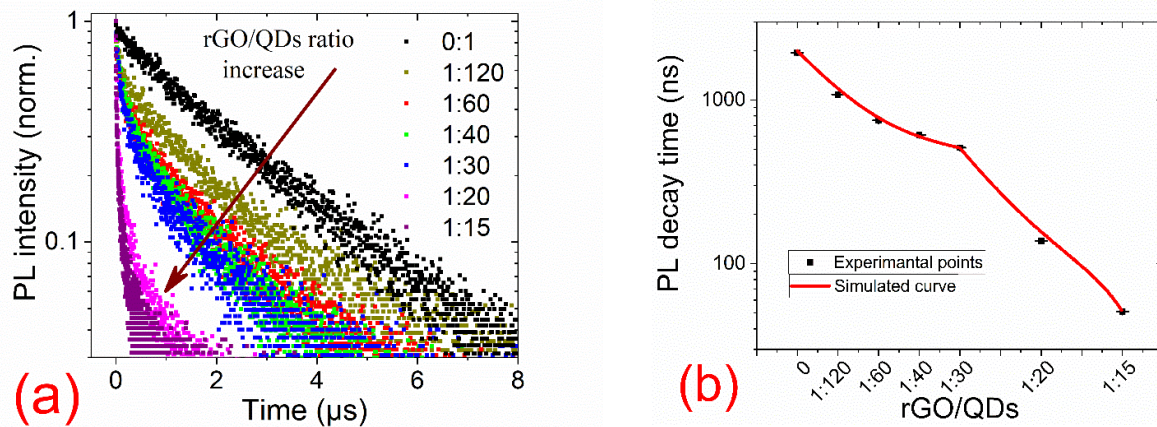 1
0.1
PL intensity (norm.)
rGO/QDs ratio
increase
0:1
1:120
1:60
1:40
1:30
1:20
1:15
0
2
4
6
8
Time (µs)
(a)
1000
100
PL decay time (ns)
Experimantal points
Simulated curve
0
1:120
1:60
1:40
1:30
1:20
1:15
rGO/QDs
(b)